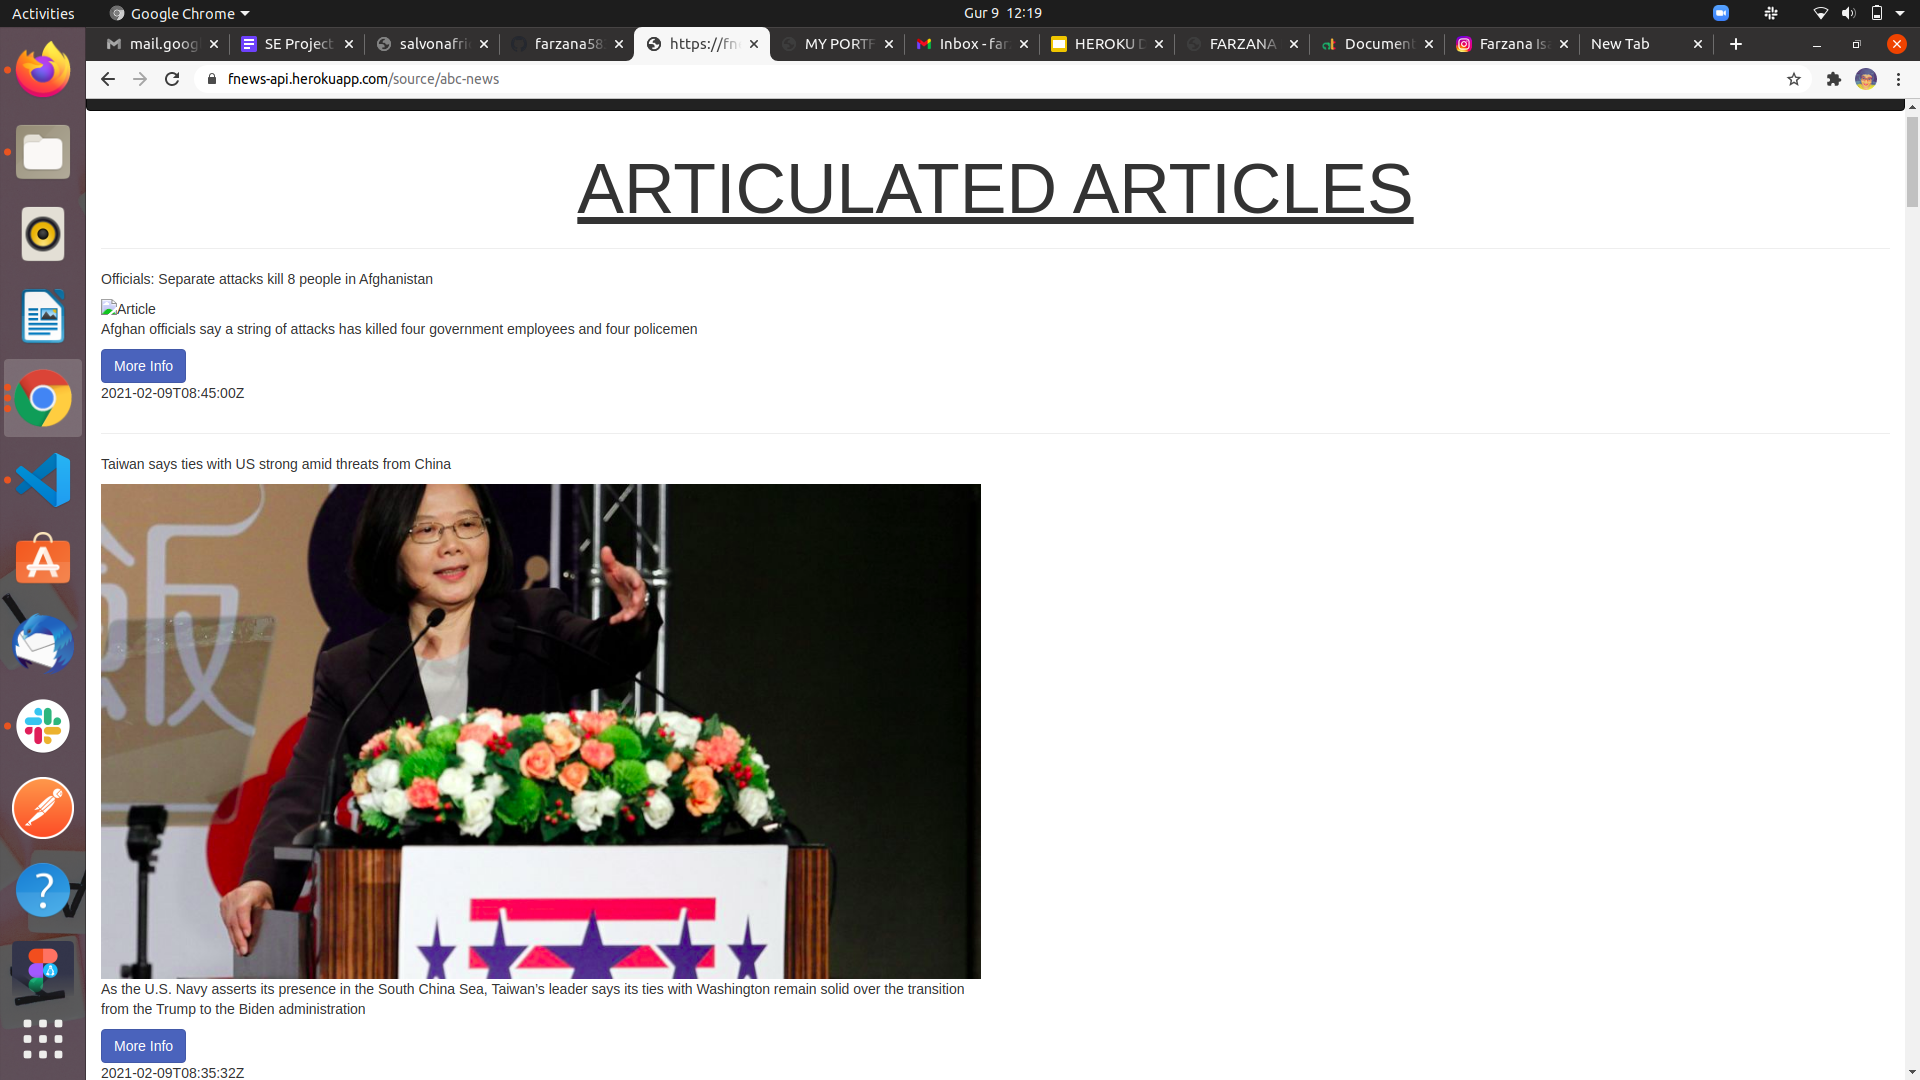 Activities
Google Chrome
Gur 9 12:19
mail.goog
SE Project
salvonafri
farzana58
https://fn
MY PORTF
Inbox - far
HEROKU D
FARZANA
Document
Farzana Isa
New Tab
fnews-api.herokuapp.com/source/abc-news
ARTICULATED ARTICLES
Officials: Separate attacks kill 8 people in Afghanistan
Article
Afghan officials say a string of attacks has killed four government employees and four policemen
More Info
2021-02-09T08:45:00Z
Taiwan says ties with US strong amid threats from China
飯
As the U.S. Navy asserts its presence in the South China Sea, Taiwan’s leader says its ties with Washington remain solid over the transition
from the Trump to the Biden administration
More Info
2021-02-09T08:35:32Z